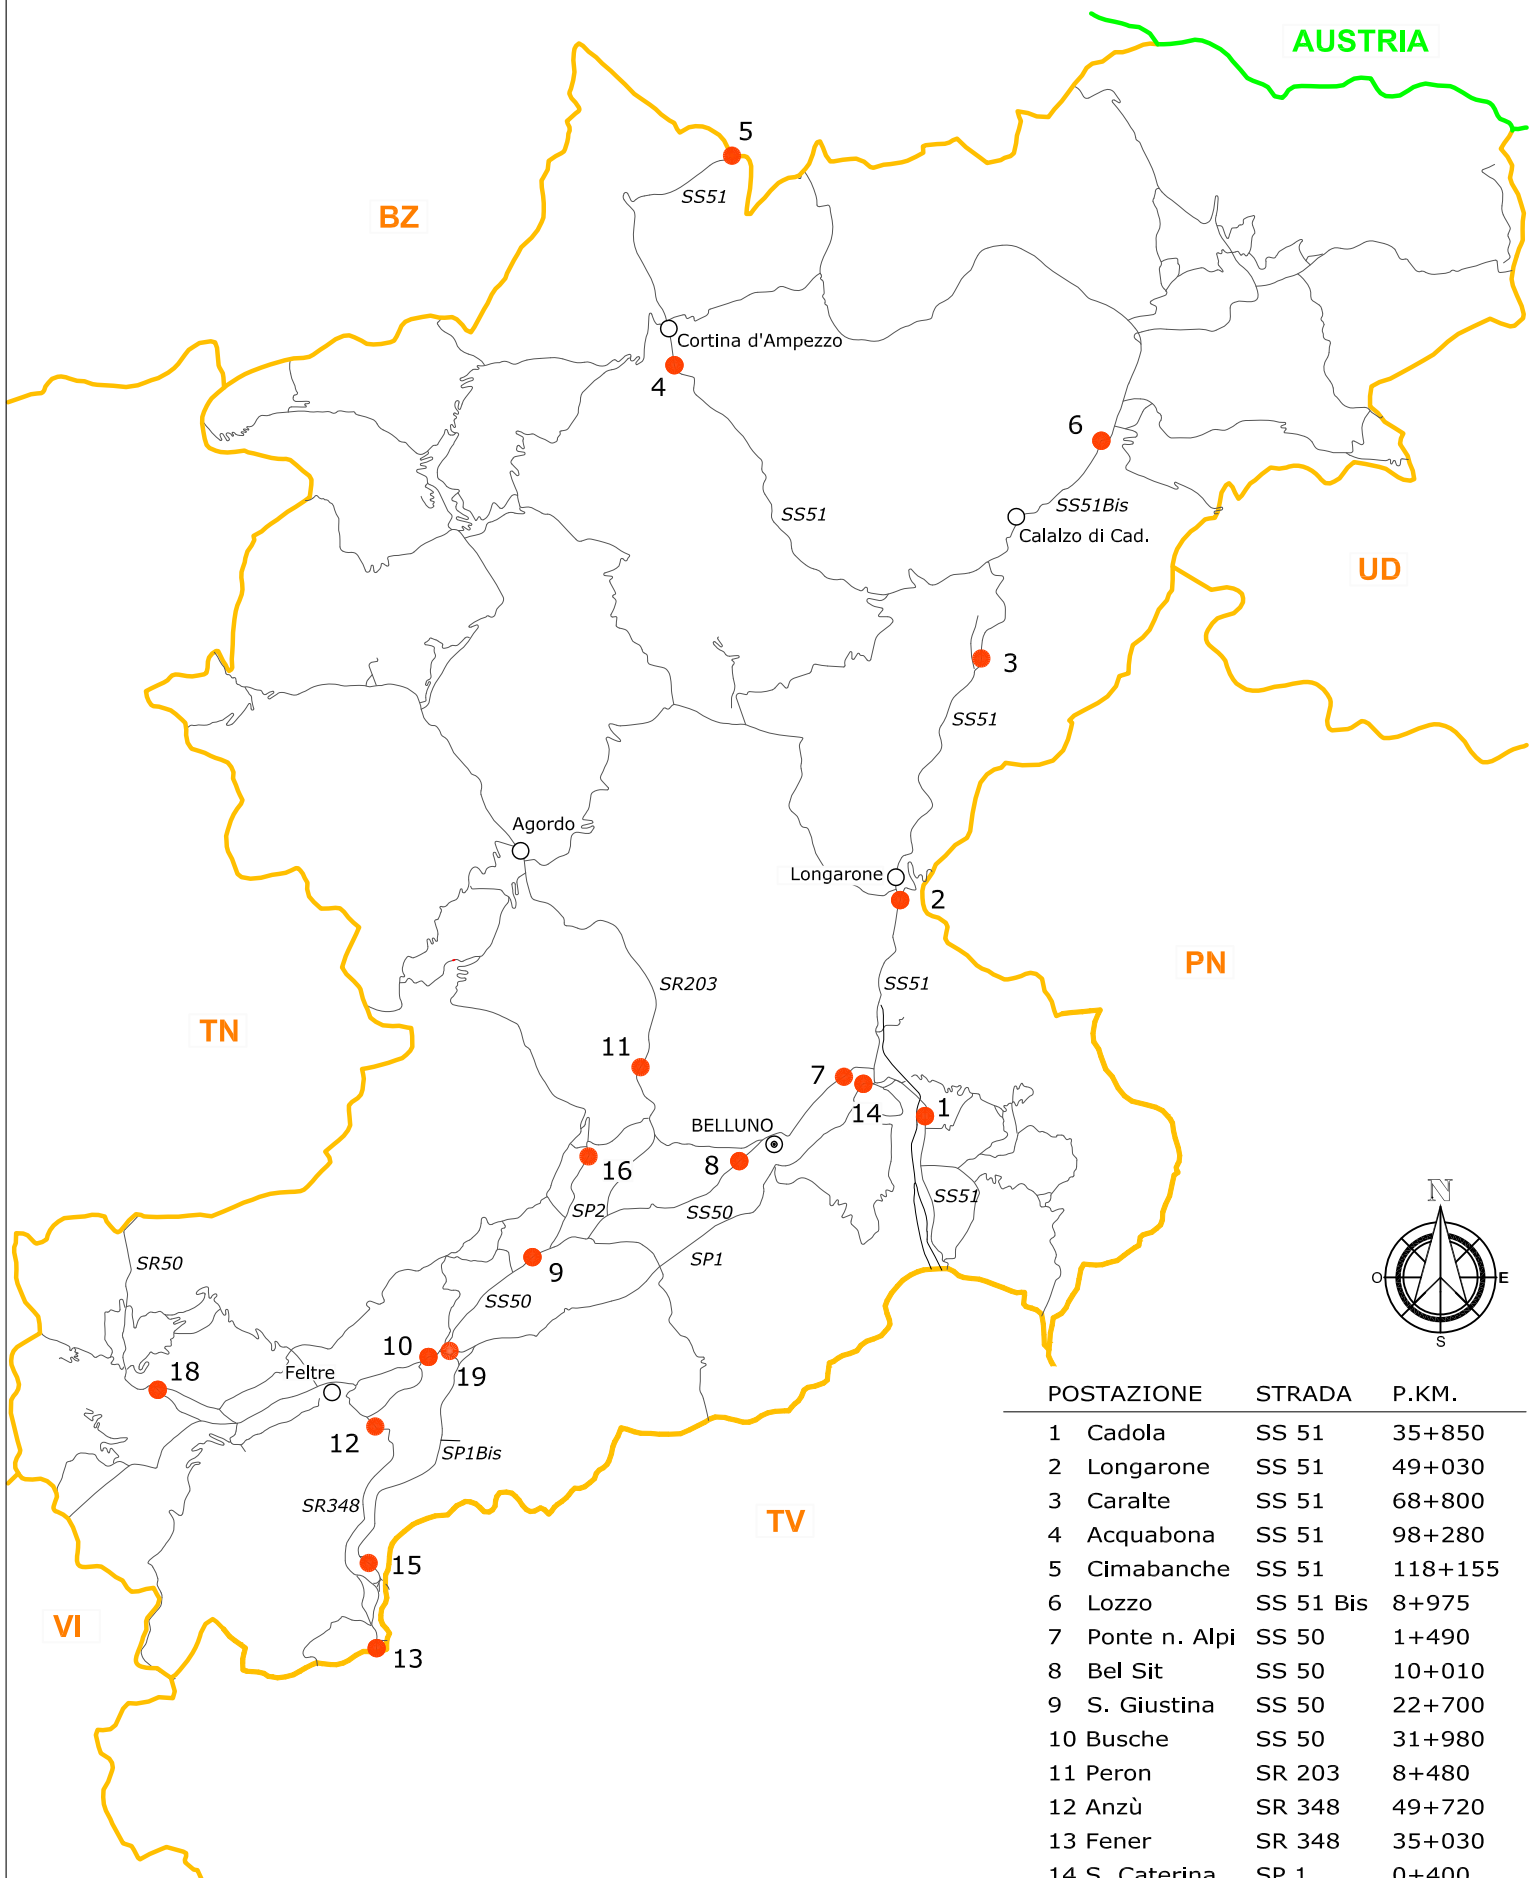 AUSTRIA
5
SS51
BZ
Cortina d'Ampezzo
4
6
SS51
SS51Bis
Calalzo di Cad.
UD
3
SS51
Agordo
Longarone
2
PN
SR203
SS51
TN
11
7
14
1
BELLUNO
8
16
SS51
N
SP2
SS50
SR50
9
SP1
O
E
SS50
S
10
18
Feltre
19
POSTAZIONE STRADA P.KM.
12
SP1Bis
SR348
TV
15
VI
13
1 Cadola SS 51 35+850
2 Longarone SS 51 49+030
3 Caralte SS 51 68+800
4 Acquabona SS 51 98+280
5 Cimabanche SS 51 118+155
6 Lozzo SS 51 Bis 8+975
7 Ponte n. Alpi SS 50 1+490
8 Bel Sit SS 50 10+010
9 S. Giustina SS 50 22+700
10 Busche SS 50 31+980
11 Peron SR 203 8+480
12 Anzù SR 348 49+720
13 Fener SR 348 35+030
14 S. Caterina SP 1 0+400